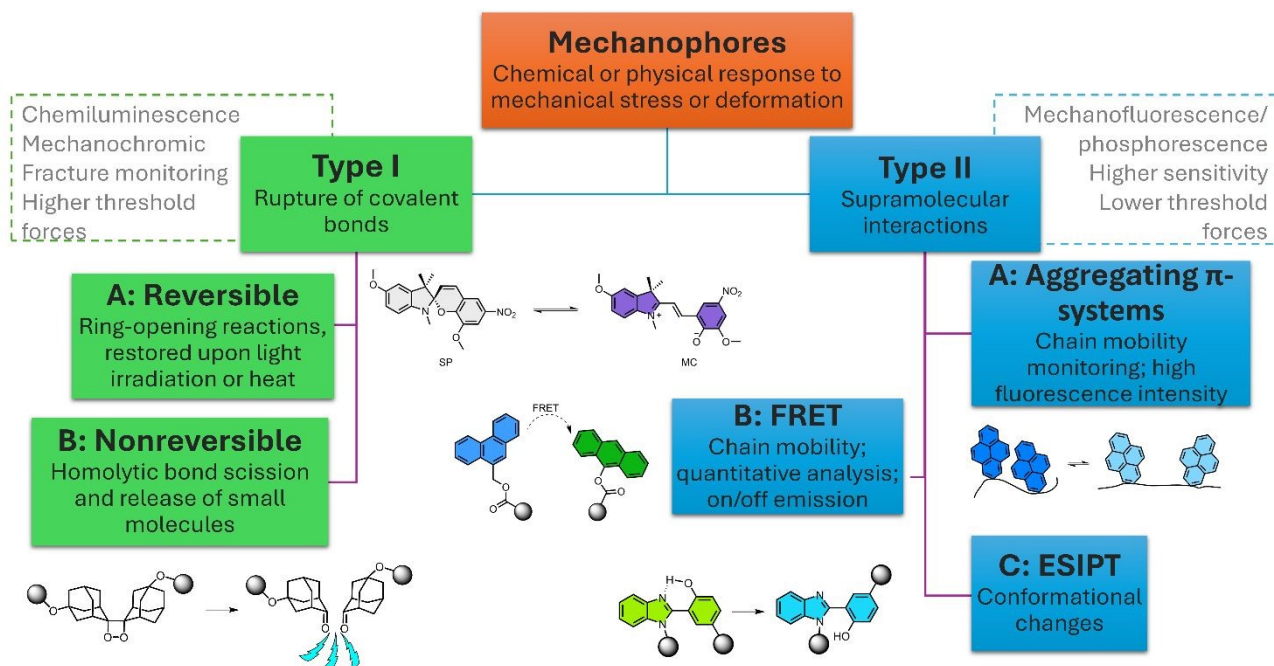 Mechanophores
Chemical or physical response to
mechanical stress or deformation
Chemiluminescence
Mechanochromic
Fracture monitoring
Higher threshold
forces
Type I
Rupture of covalent
bonds
Type II
Supramolecular
interactions
Mechanofluorescence/
phosphorescence
Higher sensitivity
Lower threshold
forces
A: Reversible
Ring-opening reactions,
restored upon light
irradiation or heat
O
N
O
NO₂
O
SP
O
N
+
NO₂
O
-
O
MC
A: Aggregating π-
systems
Chain mobility
monitoring; high
fluorescence intensity
B: Nonreversible
Homolytic bond scission
and release of small
molecules
FRET
O
O
O
O
B: FRET
Chain mobility;
quantitative analysis;
on/off emission
C: ESIPT
Conformational
changes
O
O
O-O
O
O
O
O
H
O
N
N
N
N
HO